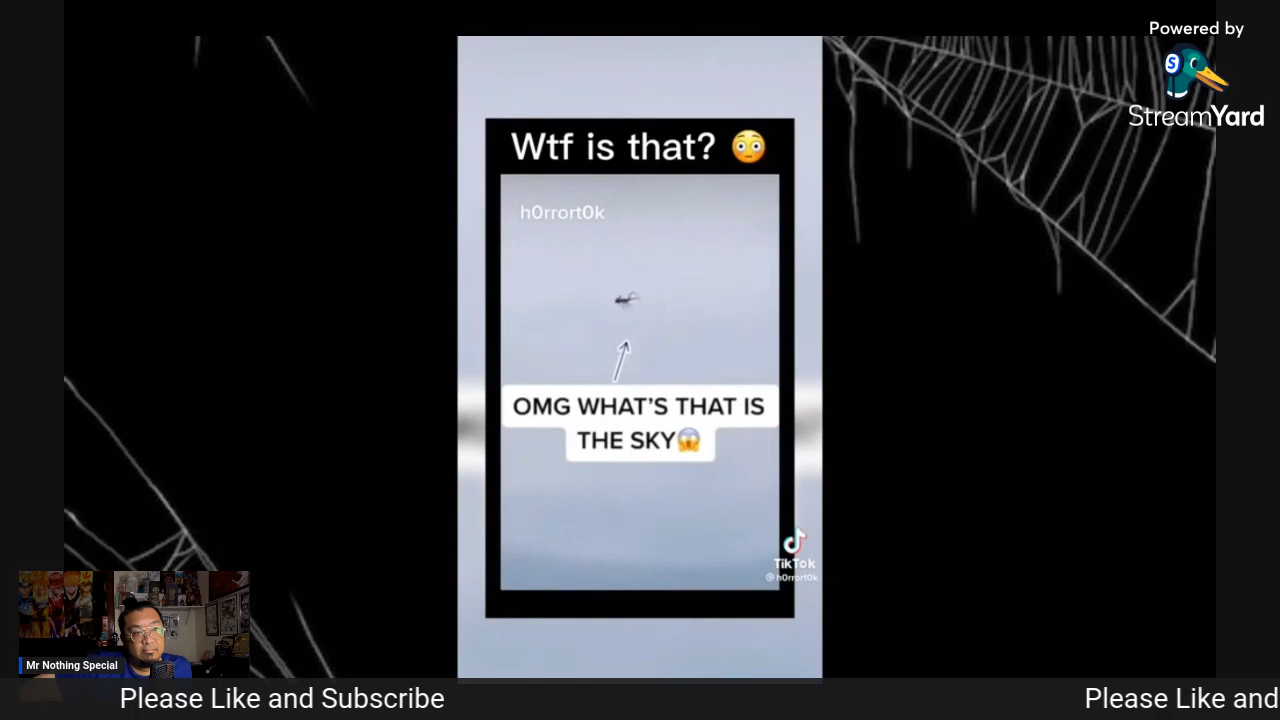 Powered by
S
StreamYard
Wtf is that? 😳
h0rrort0k
OMG WHAT'S THAT IS
THE SKY😱
TikTok
@h0rrort0k
Mr Nothing Special
Please Like and Subscribe
Please Like and